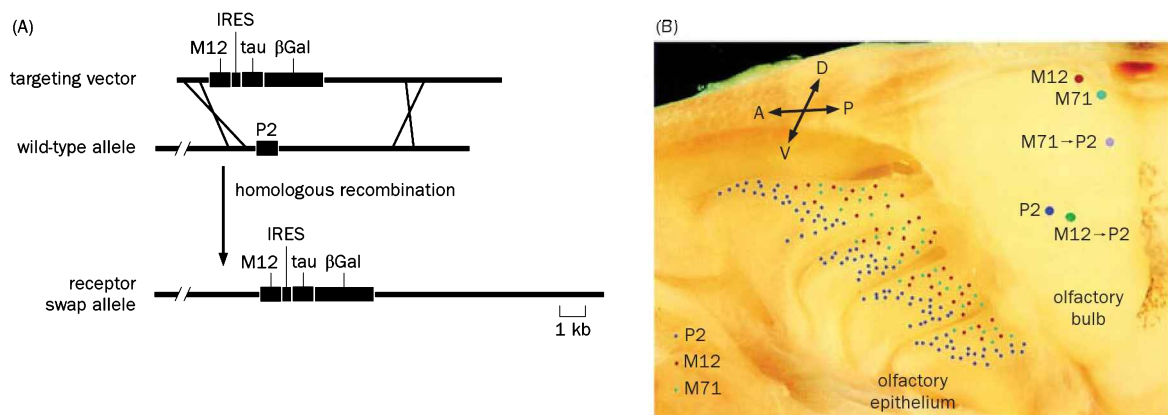 (A)
IRES
M12 tau βGal
targeting vector
P2
wild-type allele
homologous recombination
IRES
M12 tau βGal
receptor
swap allele
1 kb
(B)
D
A P
V
M12
M71
M71→P2
P2
M12→P2
olfactory
bulb
P2
M12
M71
olfactory
epithelium